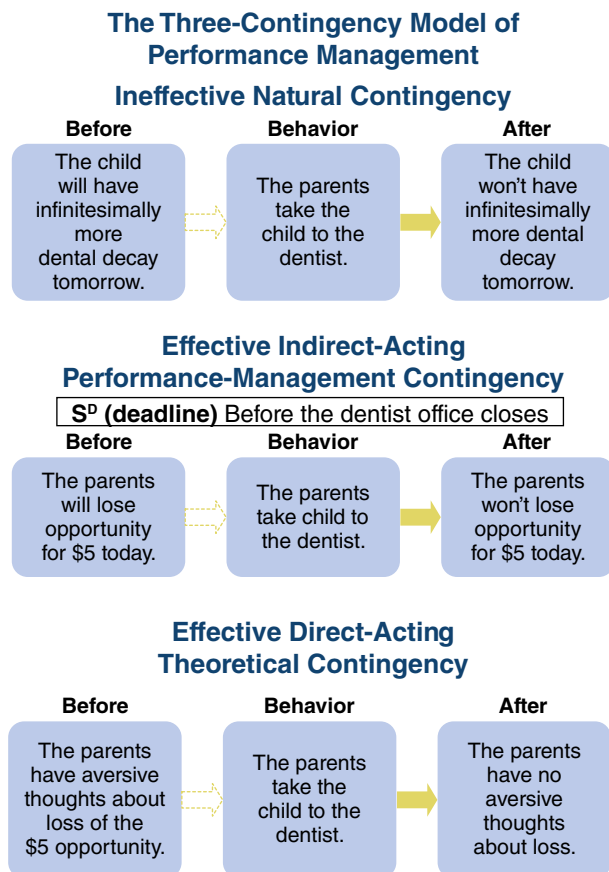 The Three-Contingency Model of
Performance Management
Ineffective Natural Contingency
Before
The child
will have
infinitesimally
more
dental decay
tomorrow.
Behavior
The parents
take the
child to the
dentist.
After
The child
won't have
infinitesimally
more dental
decay
tomorrow.
Effective Indirect-Acting
Performance-Management Contingency
Sᴰ (deadline) Before the dentist office closes
Before
The parents
will lose
opportunity
for $5 today.
Behavior
The parents
take child to
the dentist.
After
The parents
won't lose
opportunity
for $5 today.
Effective Direct-Acting
Theoretical Contingency
Before
The parents
have aversive
thoughts about
loss of the
$5 opportunity.
Behavior
The parents
take the
child to the
dentist.
After
The parents
have no
aversive
thoughts
about loss.